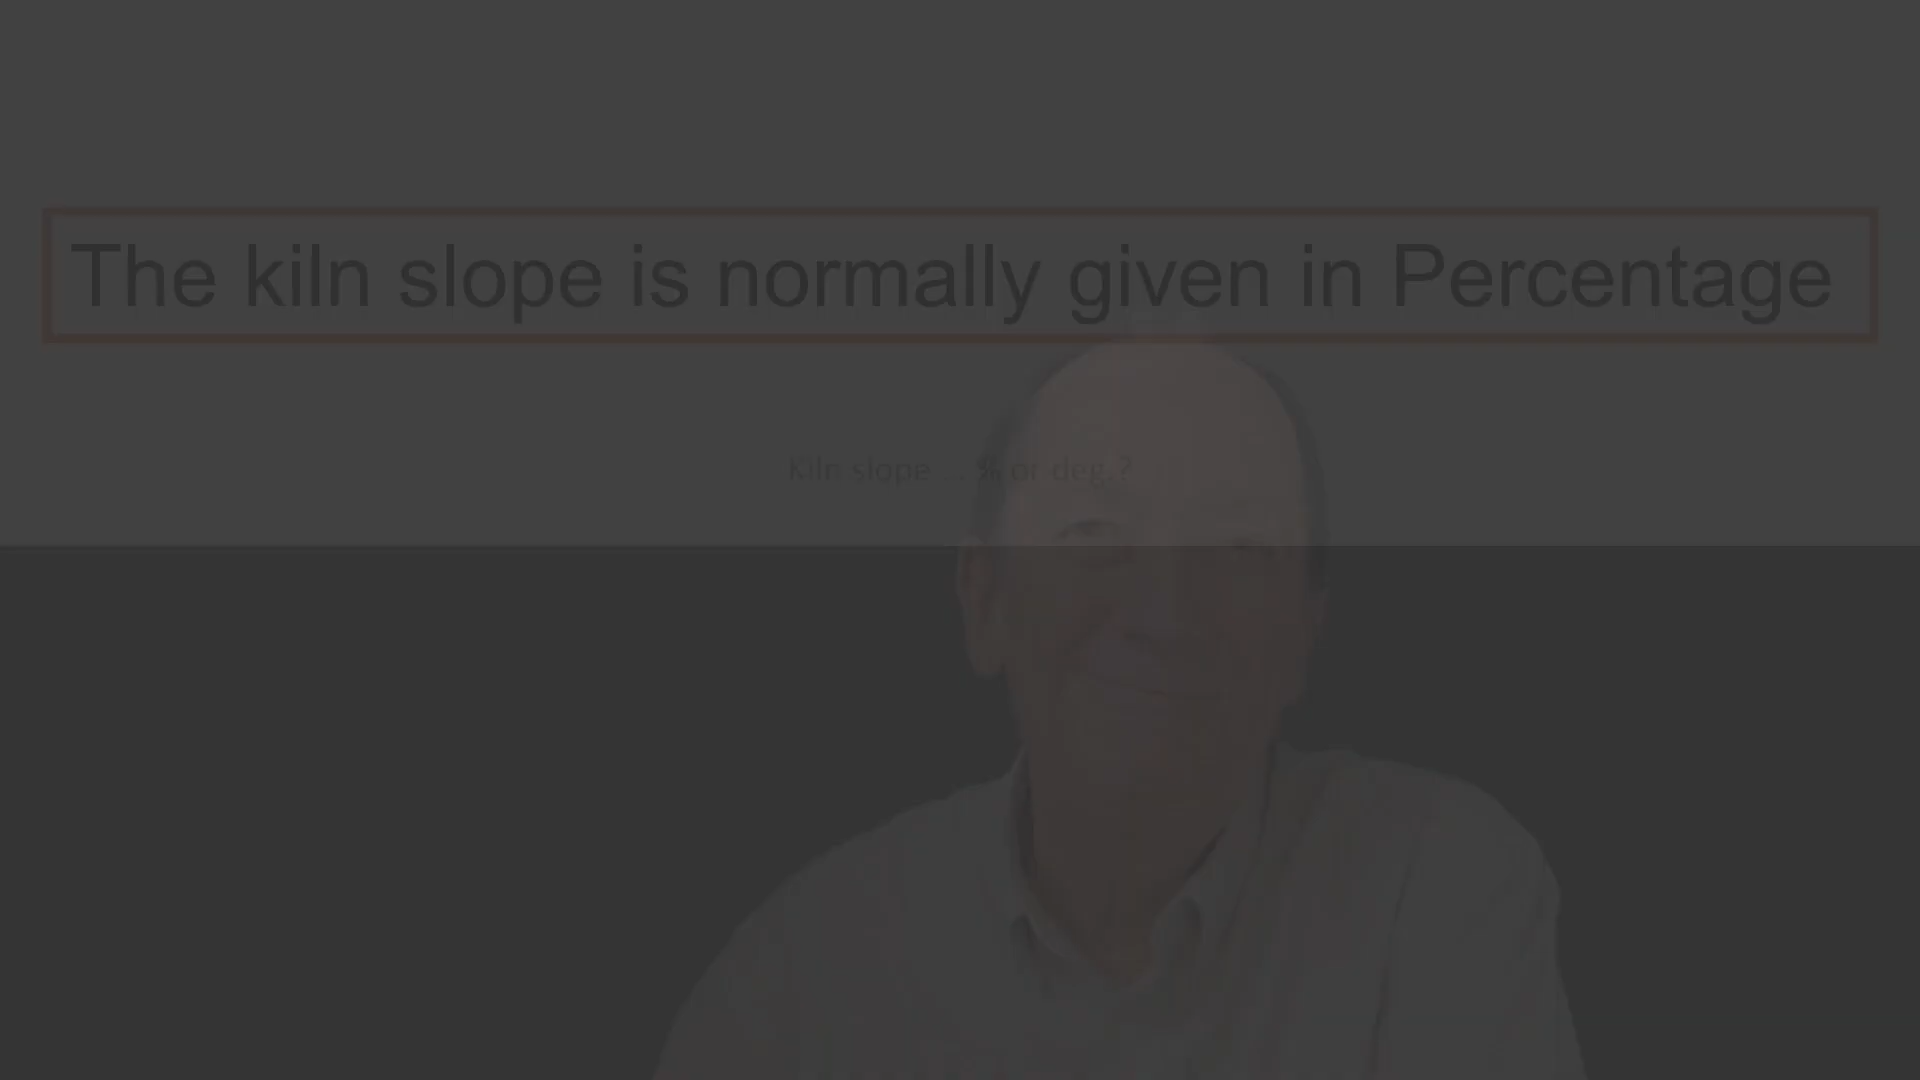 The kiln slope is normally given in Percentage
Kiln slope ... % or deg.?